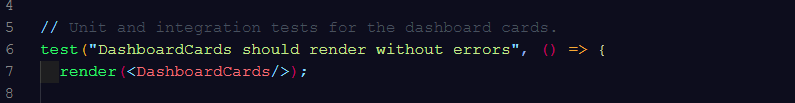 4
5 // Unit and integration tests for the dashboard cards.
6 test("DashboardCards should render without errors", () => {
7 render(<DashboardCards/>);
8